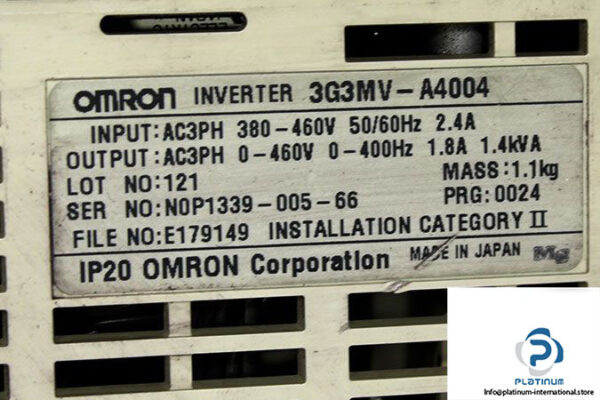 OMRON INVERTER 3G3MV-A4004
INPUT:AC3PH 380-460V 50/60Hz 2.4A
OUTPUT:AC3PH 0-460V 0-400Hz 1.8A 1.4kVA
LOT NO:121 MASS:1.1kg
SER NO:N0P1339-005-66 PRG:0024
FILE NO:E179149 INSTALLATION CATEGORY II
IP20 OMRON Corporation MADE IN JAPAN Mg
PLATINUM
info@platinum-international.store